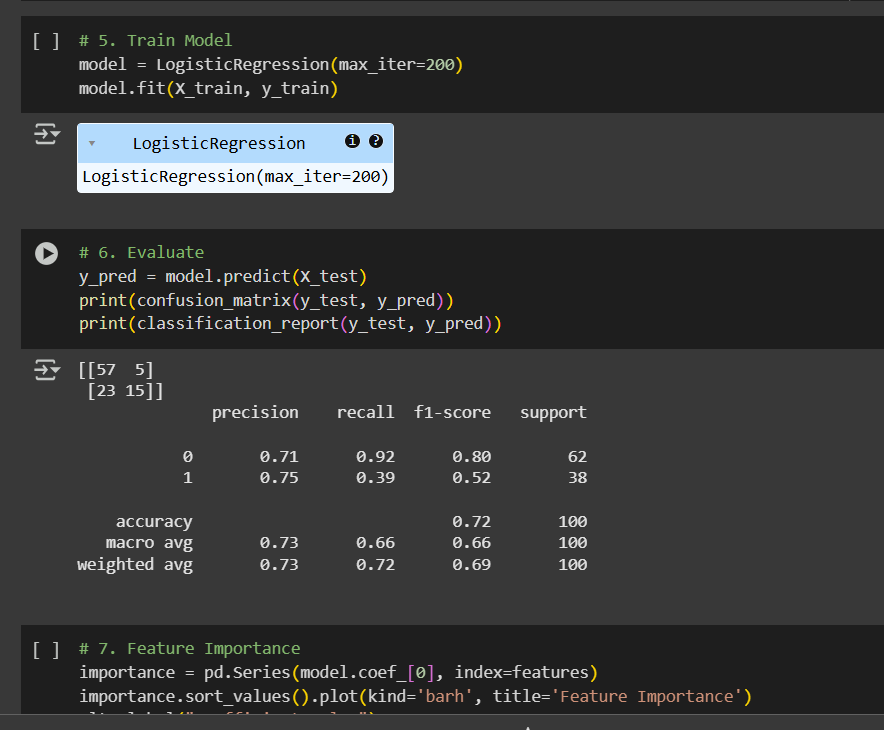 [ ] # 5. Train Model
model = LogisticRegression(max_iter=200)
model.fit(X_train, y_train)
LogisticRegression
LogisticRegression(max_iter=200)
# 6. Evaluate
y_pred = model.predict(X_test)
print(confusion_matrix(y_test, y_pred))
print(classification_report(y_test, y_pred))
[[57  5]
 [23 15]]
              precision    recall  f1-score   support
           0       0.71      0.92      0.80        62
           1       0.75      0.39      0.52        38
    accuracy                           0.72       100
   macro avg       0.73      0.66      0.66       100
weighted avg       0.73      0.72      0.69       100
[ ] # 7. Feature Importance
importance = pd.Series(model.coef_[0], index=features)
importance.sort_values().plot(kind='barh', title='Feature Importance')